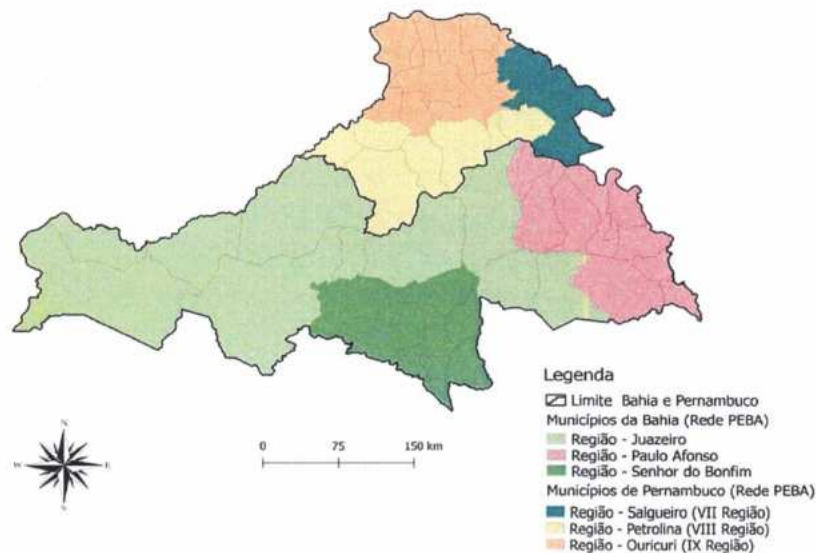 Legenda
Limite Bahia e Pernambuco
Municípios da Bahia (Rede PEBA)
Região - Juazeiro
Região - Paulo Afonso
Região - Senhor do Bonfim
Municípios de Pernambuco (Rede PEBA)
Região - Salgueiro (VII Região)
Região - Petrolina (VIII Região)
Região - Ouricuri (IX Região)
N
W E
S
0 75 150 km